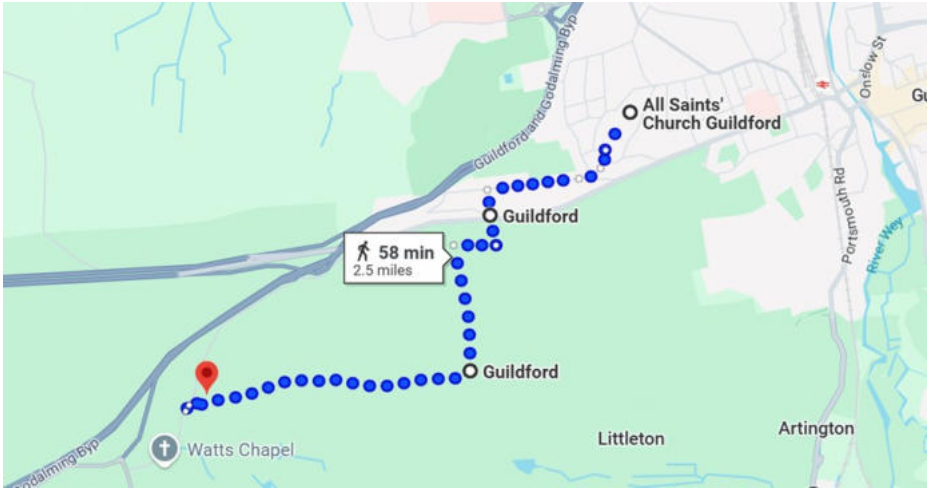 Guildford and Godalming Byp
Onslow St
All Saints'
Church Guildford
Gu
Portsmouth Rd
River Wey
Guildford
58 min
2.5 miles
Guildford
Watts Chapel
Littleton
Artington
Godalming Byp